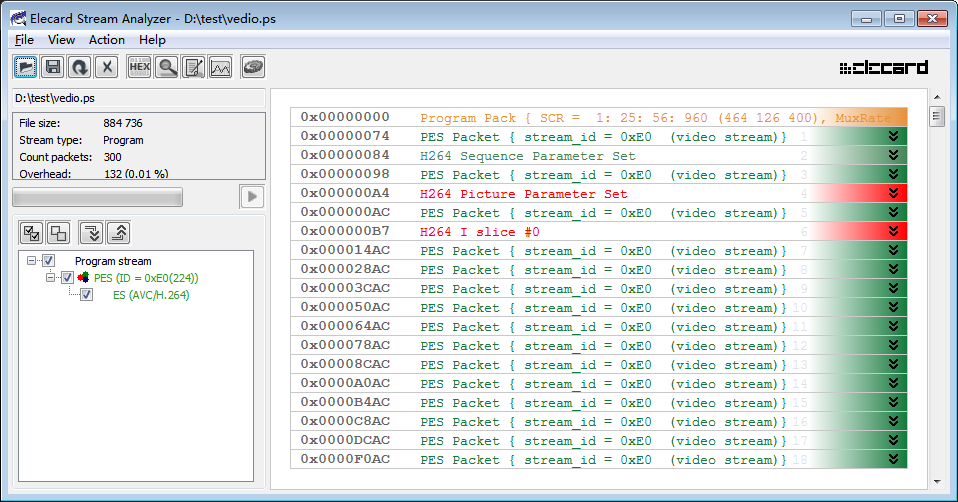 Elecard Stream Analyzer - D:\test\vedio.ps
File View Action Help
HEX
elecard
D:\test\vedio.ps
File size: 884 736
Stream type: Program
Count packets: 300
Overhead: 132 (0.01 %)
Program stream
PES (ID = 0xE0(224))
ES (AVC/H.264)
0x00000000 Program Pack { SCR = 1: 25: 56: 960 (464 126 400), MuxRate
0x00000074 PES Packet { stream_id = 0xE0 (video stream)} 1
0x00000084 H264 Sequence Parameter Set 2
0x00000098 PES Packet { stream_id = 0xE0 (video stream)} 3
0x000000A4 H264 Picture Parameter Set 4
0x000000AC PES Packet { stream_id = 0xE0 (video stream)} 5
0x000000B7 H264 I slice #0 6
0x000014AC PES Packet { stream_id = 0xE0 (video stream)} 7
0x000028AC PES Packet { stream_id = 0xE0 (video stream)} 8
0x00003CAC PES Packet { stream_id = 0xE0 (video stream)} 9
0x000050AC PES Packet { stream_id = 0xE0 (video stream)} 10
0x000064AC PES Packet { stream_id = 0xE0 (video stream)} 11
0x000078AC PES Packet { stream_id = 0xE0 (video stream)} 12
0x00008CAC PES Packet { stream_id = 0xE0 (video stream)} 13
0x0000A0AC PES Packet { stream_id = 0xE0 (video stream)} 14
0x0000B4AC PES Packet { stream_id = 0xE0 (video stream)} 15
0x0000C8AC PES Packet { stream_id = 0xE0 (video stream)} 16
0x0000DCAC PES Packet { stream_id = 0xE0 (video stream)} 17
0x0000F0AC PES Packet { stream_id = 0xE0 (video stream)} 18